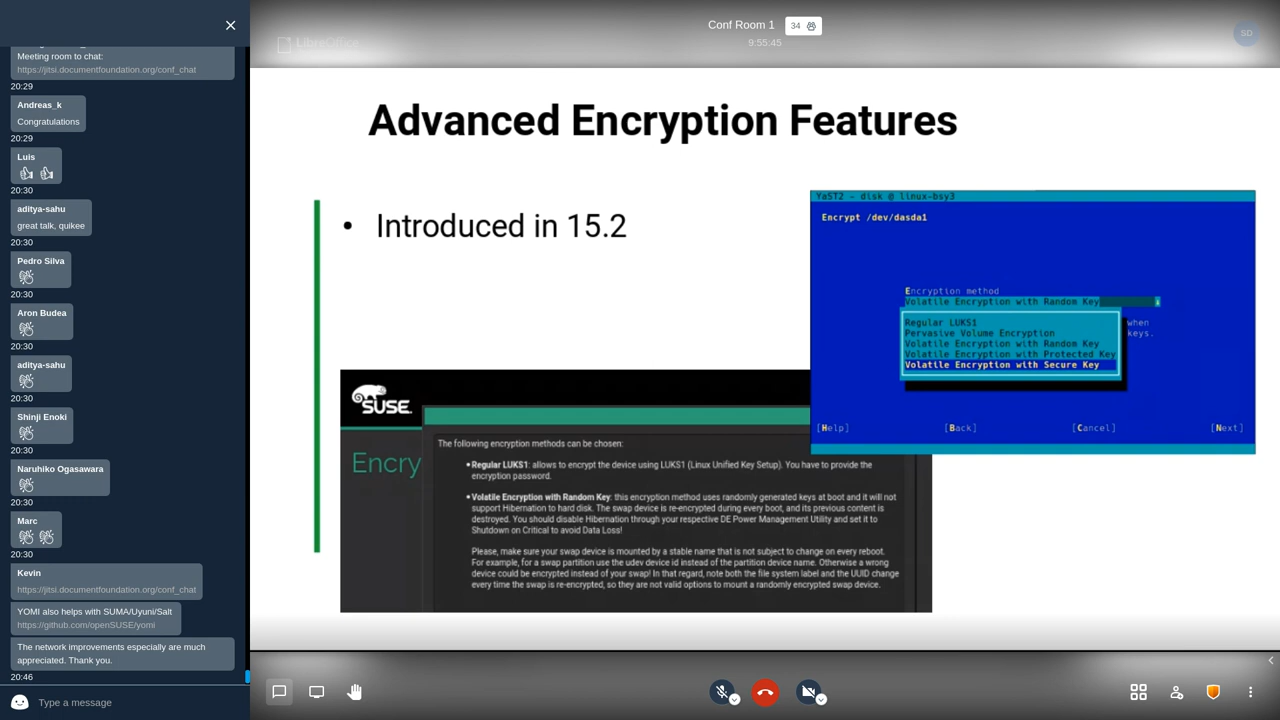 Meeting room to chat:
https://jitsi.documentfoundation.org/conf_chat
20:29
Andreas_k
Congratulations
20:29
Luis
20:30
aditya-sahu
great talk, quikee
20:30
Pedro Silva
20:30
Aron Budea
20:30
aditya-sahu
20:30
Shinji Enoki
20:30
Naruhiko Ogasawara
20:30
Marc
20:30
Kevin
https://jitsi.documentfoundation.org/conf_chat
YOMI also helps with SUMA/Uyuni/Salt
https://github.com/openSUSE/yomi
The network improvements especially are much
appreciated. Thank you.
20:46
Type a message
Conf Room 1
34
9:55:45
LibreOffice
SD
Advanced Encryption Features
• Introduced in 15.2
YaST2 - disk @ linux-bsy3
Encrypt /dev/dasda1
Encryption method
Volatile Encryption with Random Key
Regular LUKS1
Pervasive Volume Encryption
Volatile Encryption with Random Key
Volatile Encryption with Protected Key
Volatile Encryption with Secure Key
when
keys.
[Help] [Back] [Cancel] [Next]
SUSE
Encry
The following encryption methods can be chosen:
• Regular LUKS1: allows to encrypt the device using LUKS1 (Linux Unified Key Setup). You have to provide the
encryption password.
• Volatile Encryption with Random Key: this encryption method uses randomly generated keys at boot and it will not
support Hibernation to hard disk. The swap device is re-encrypted during every boot, and its previous content is
destroyed. You should disable Hibernation through your respective DE Power Management Utility and set it to
Shutdown on Critical to avoid Data Loss!
Please, make sure your swap device is mounted by a stable name that is not subject to change on every reboot.
For example, for a swap partition use the udev device id instead of the partition device name. Otherwise a wrong
device could be encrypted instead of your swap! In that regard, note both the file system label and the UUID change
every time the swap is re-encrypted, so they are not valid options to mount a randomly encrypted swap device.